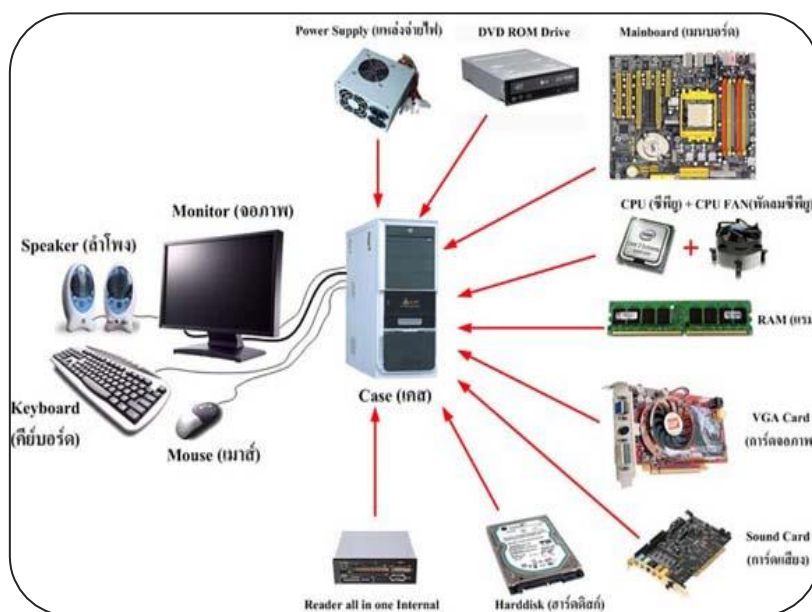 Power Supply (แหล่งจ่ายไฟ)
DVD ROM Drive
Mainboard (เมนบอร์ด)
Monitor (จอภาพ)
CPU (ซีพียู) + CPU FAN(พัดลมซีพียู)
Speaker (ลำโพง)
+
RAM (แรม
Keyboard
(คีย์บอร์ด)
Case (เคส)
Mouse (เมาส์)
VGA Card
(การ์ดจอภาพ)
Sound Card
(การ์ดเสียง)
Reader all in one Internal
Harddisk (ฮาร์ดดิสก์)